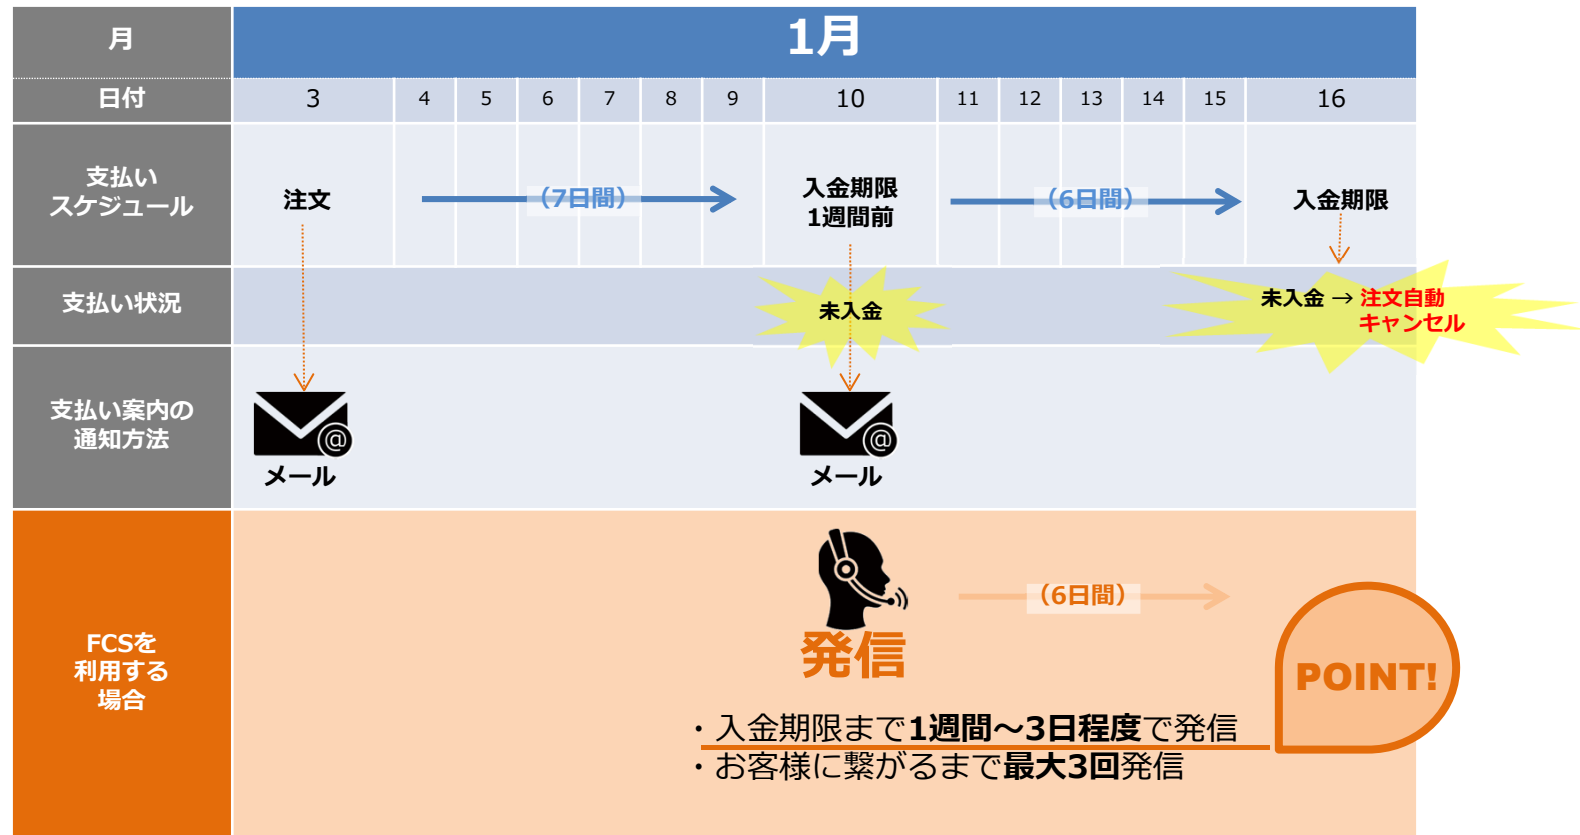 月
1月
日付
3
4
5
6
7
8
9
10
11
12
13
14
15
16
支払い
スケジュール
注文
（7日間）
入金期限
1週間前
（6日間）
入金期限
支払い状況
未入金
未入金 → 注文自動
キャンセル
支払い案内の
通知方法
@
メール
@
メール
FCSを
利用する
場合
発信
（6日間）
POINT!
・入金期限まで1週間～3日程度で発信
・お客様に繋がるまで最大3回発信